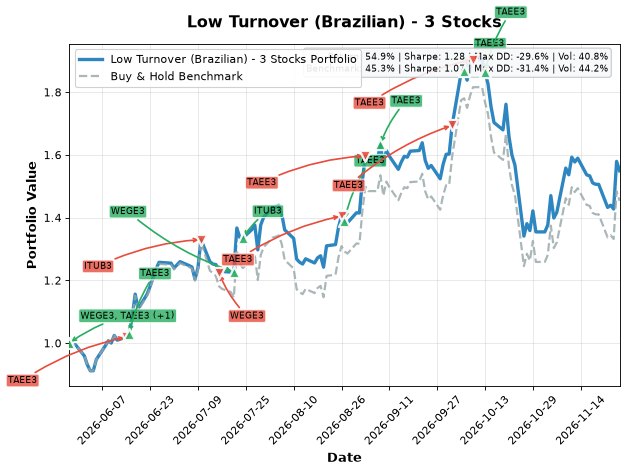 Low Turnover (Brazilian) - 3 Stocks
TAEE3
TAEE3
Low Turnover (Brazilian) - 3 Stocks Portfolio
Buy & Hold Benchmark
54.9% | Sharpe: 1.28 | Max DD: -29.6% | Vol: 40.8%
45.3% | Sharpe: | Max DD: -31.4% | Vol: 44.2%
TAEE3
TAEE3
TAEE3
TAEE3
TAEE3
WEGE3
ITUB3
TAEE3
ITUB3
TAEE3
WEGE3, TAEE3 (+1)
WEGE3
TAEE3
Portfolio Value
1.8
1.6
1.4
1.2
1.0
2026-06-07
2026-06-23
2026-07-09
2026-07-25
2026-08-10
2026-08-26
2026-09-11
2026-09-27
2026-10-13
2026-10-29
2026-11-14
Date